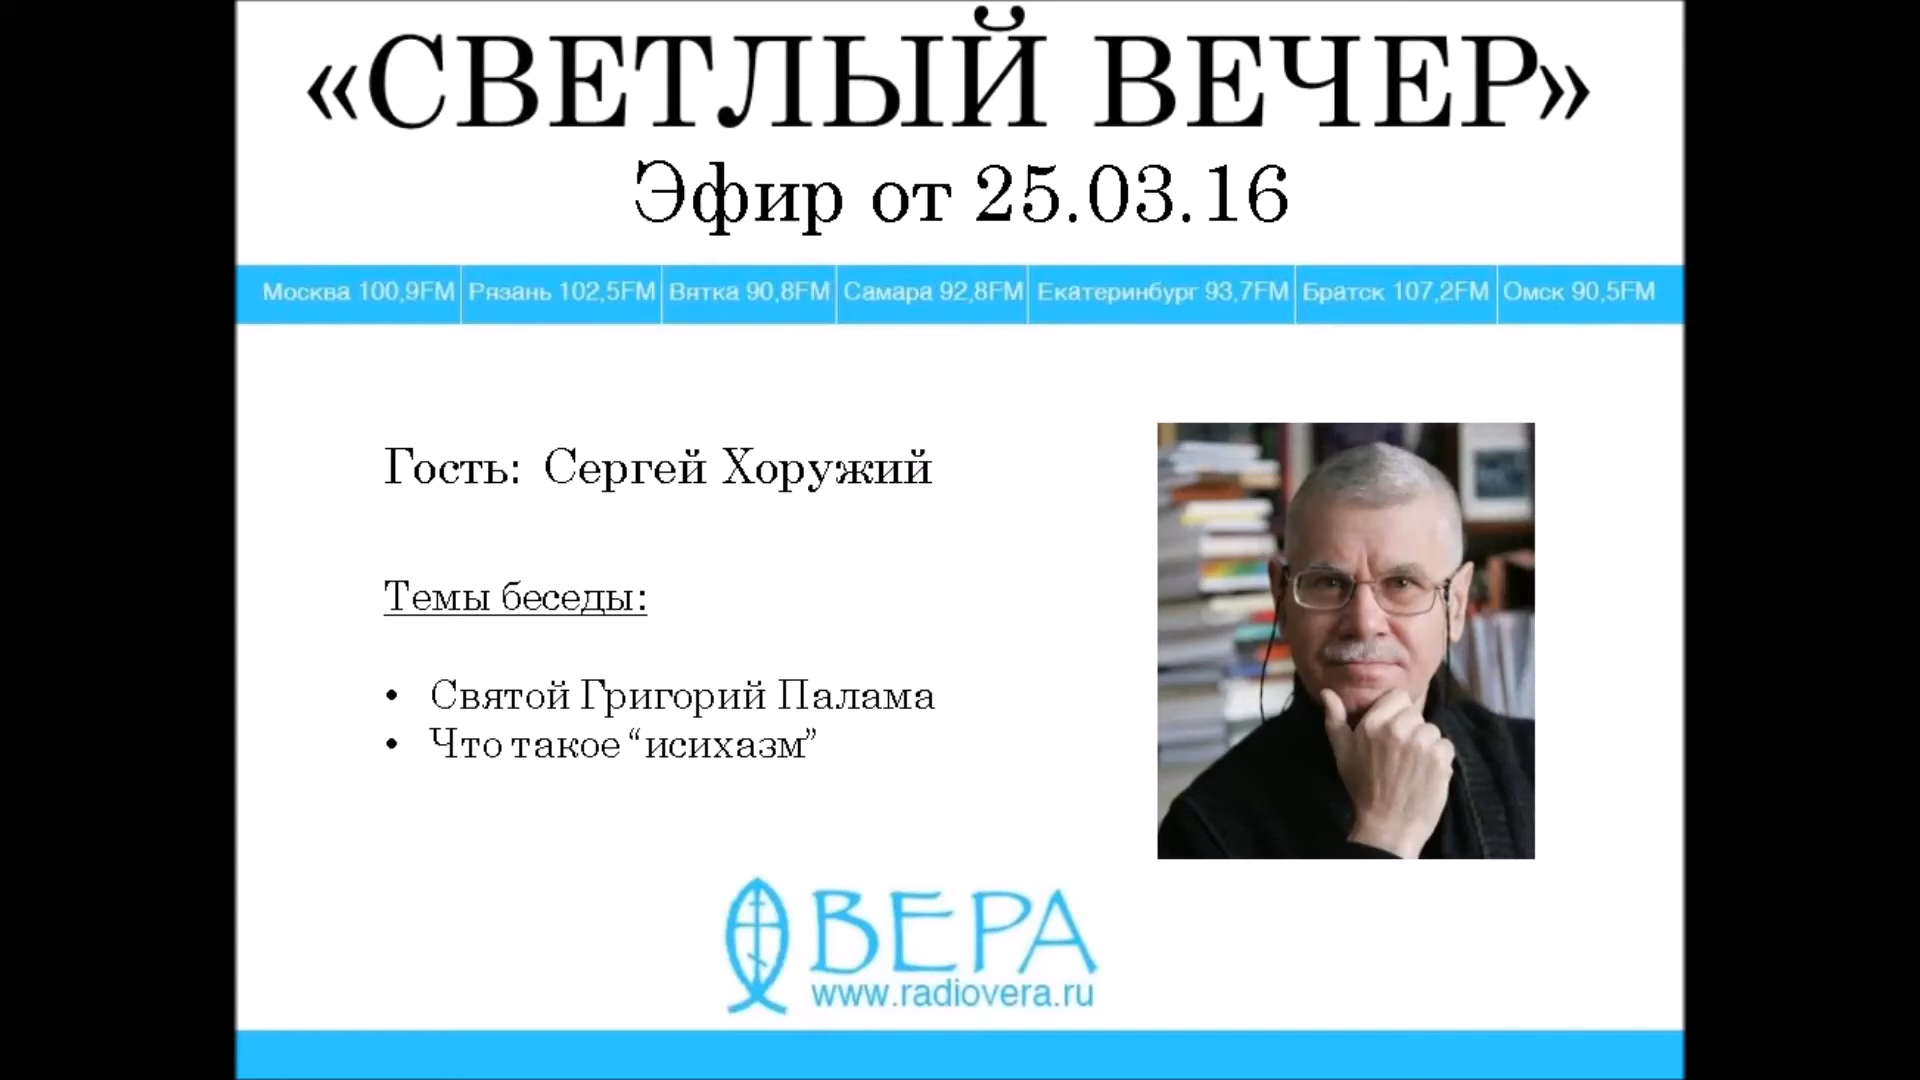 «СВЕТЛЫЙ ВЕЧЕР»
Эфир от 25.03.16
Москва 100,9FM Рязань 102,5FM Вятка 90,8FM Самара 92,8FM Екатеринбург 93,7FM Братск 107,2FM Омск 90,5FM
Гость: Сергей Хоружий
Темы беседы:
• Святой Григорий Палама
• Что такое “исихазм”
ВЕРА
www.radiovera.ru